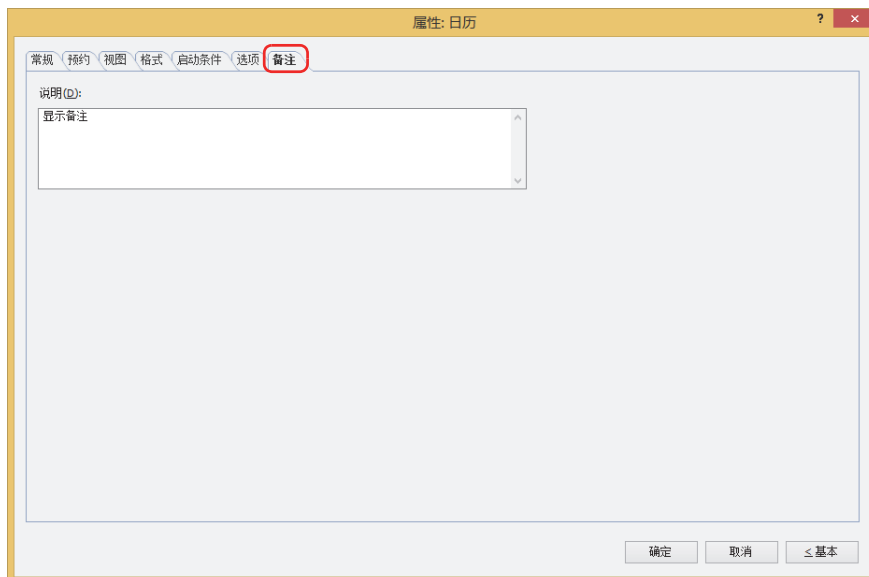 属性: 日历
? ×
常规 预约 视图 格式 启动条件 选项 备注
说明(D):
显示备注
确定 取消 < 基本